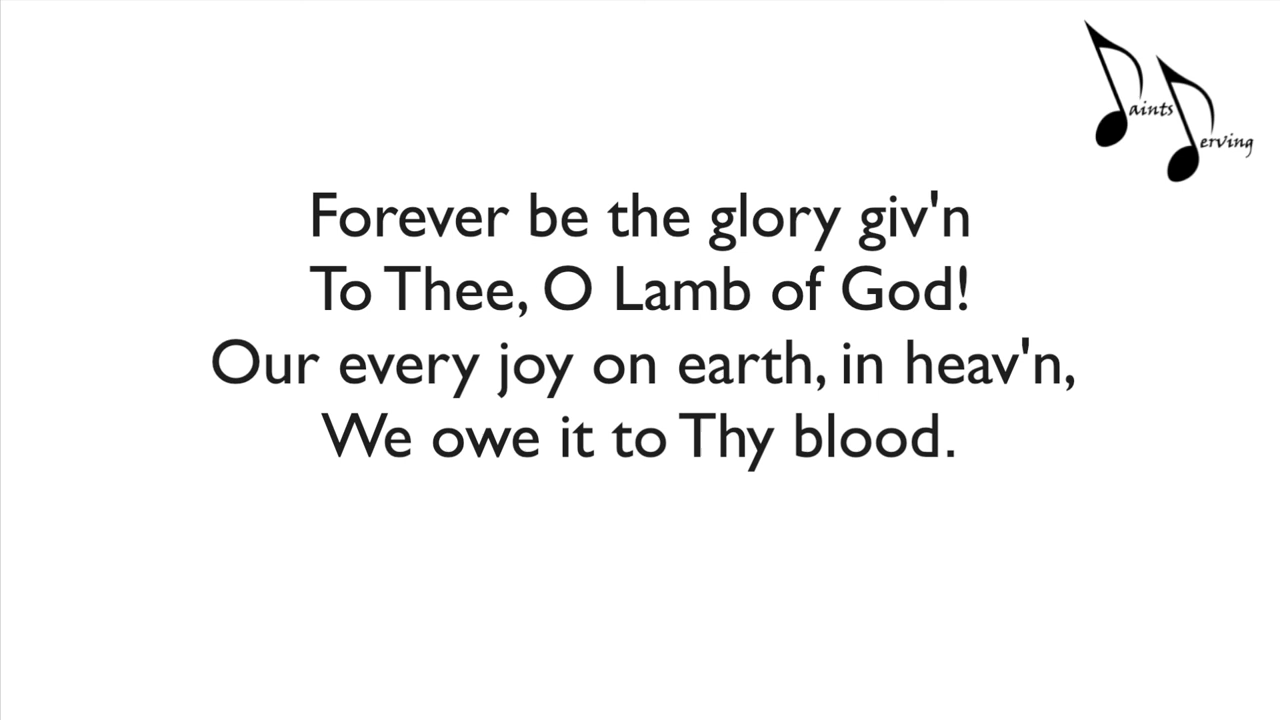 aints
erving
Forever be the glory giv'n
To Thee, O Lamb of God!
Our every joy on earth, in heav'n,
We owe it to Thy blood.